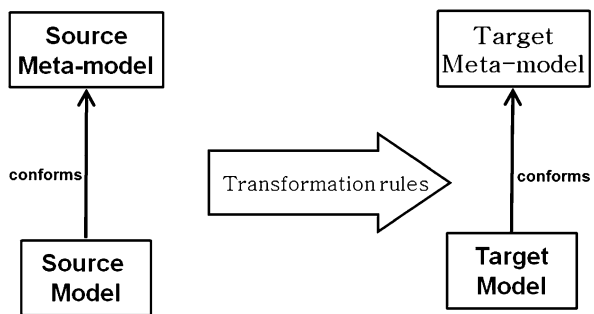 Source
Meta-model
Target
Meta-model
conforms
Transformation rules
conforms
Source
Model
Target
Model